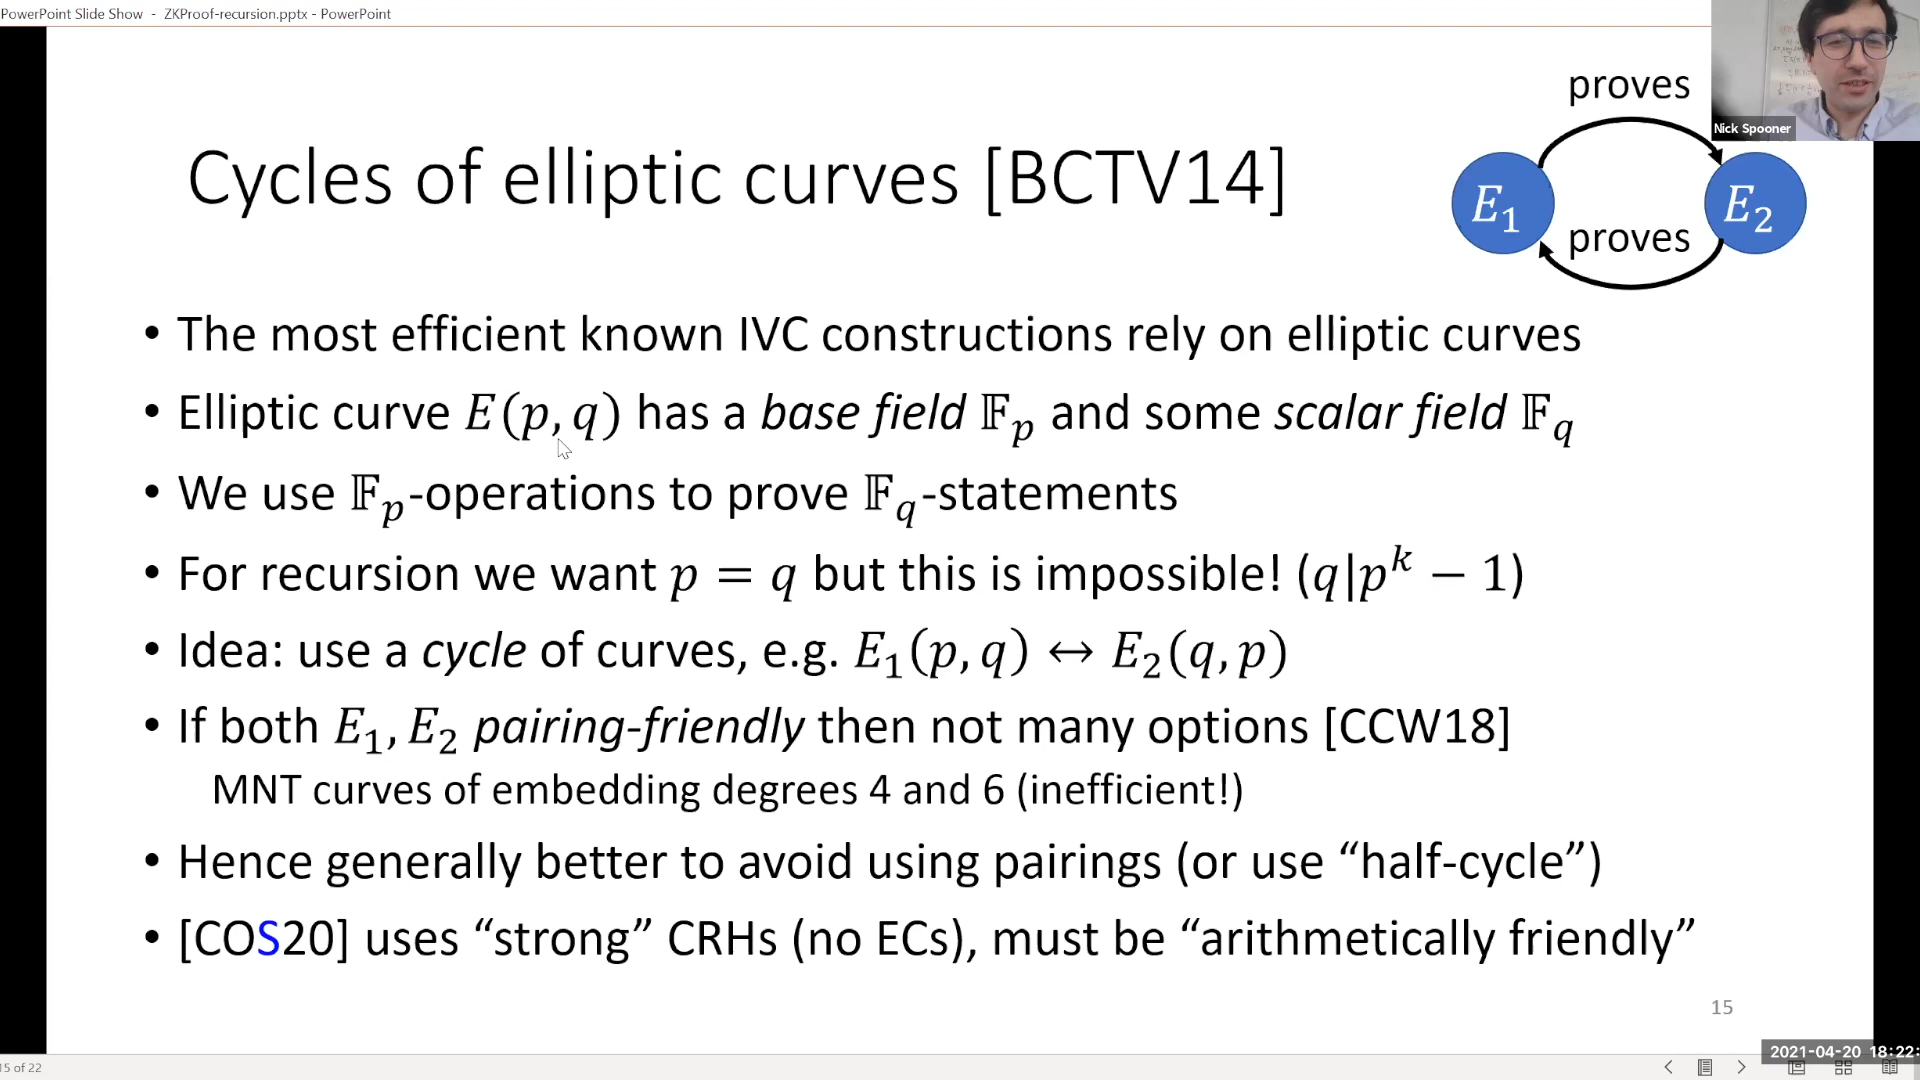 PowerPoint Slide Show - ZKProof-recursion.pptx - PowerPoint
proves
Nick Spooner
Cycles of elliptic curves [BCTV14]
E₁
E₂
proves
• The most efficient known IVC constructions rely on elliptic curves
• Elliptic curve E(p, q) has a base field 𝔽ₚ and some scalar field 𝔽_q
• We use 𝔽ₚ-operations to prove 𝔽_q-statements
• For recursion we want p = q but this is impossible! (q|pᵏ − 1)
• Idea: use a cycle of curves, e.g. E₁(p, q) ↔ E₂(q, p)
• If both E₁, E₂ pairing-friendly then not many options [CCW18]
MNT curves of embedding degrees 4 and 6 (inefficient!)
• Hence generally better to avoid using pairings (or use “half-cycle”)
• [COS20] uses “strong” CRHs (no ECs), must be “arithmetically friendly”
15
2021-04-20 18:22:
15 of 22